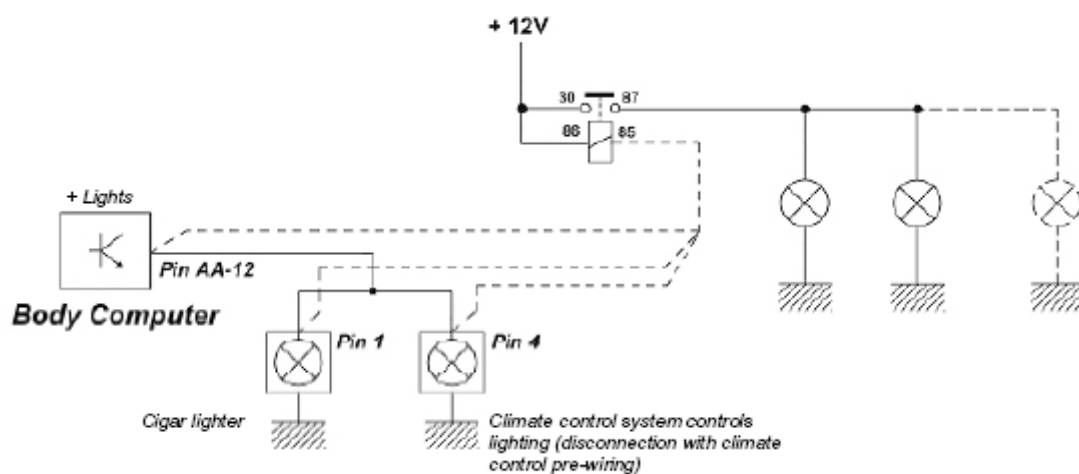 + 12V
30 87
86 85
+ Lights
Pin AA-12
Body Computer
Pin 1
Pin 4
Cigar lighter
Climate control system controls
lighting (disconnection with climate
control pre-wiring)